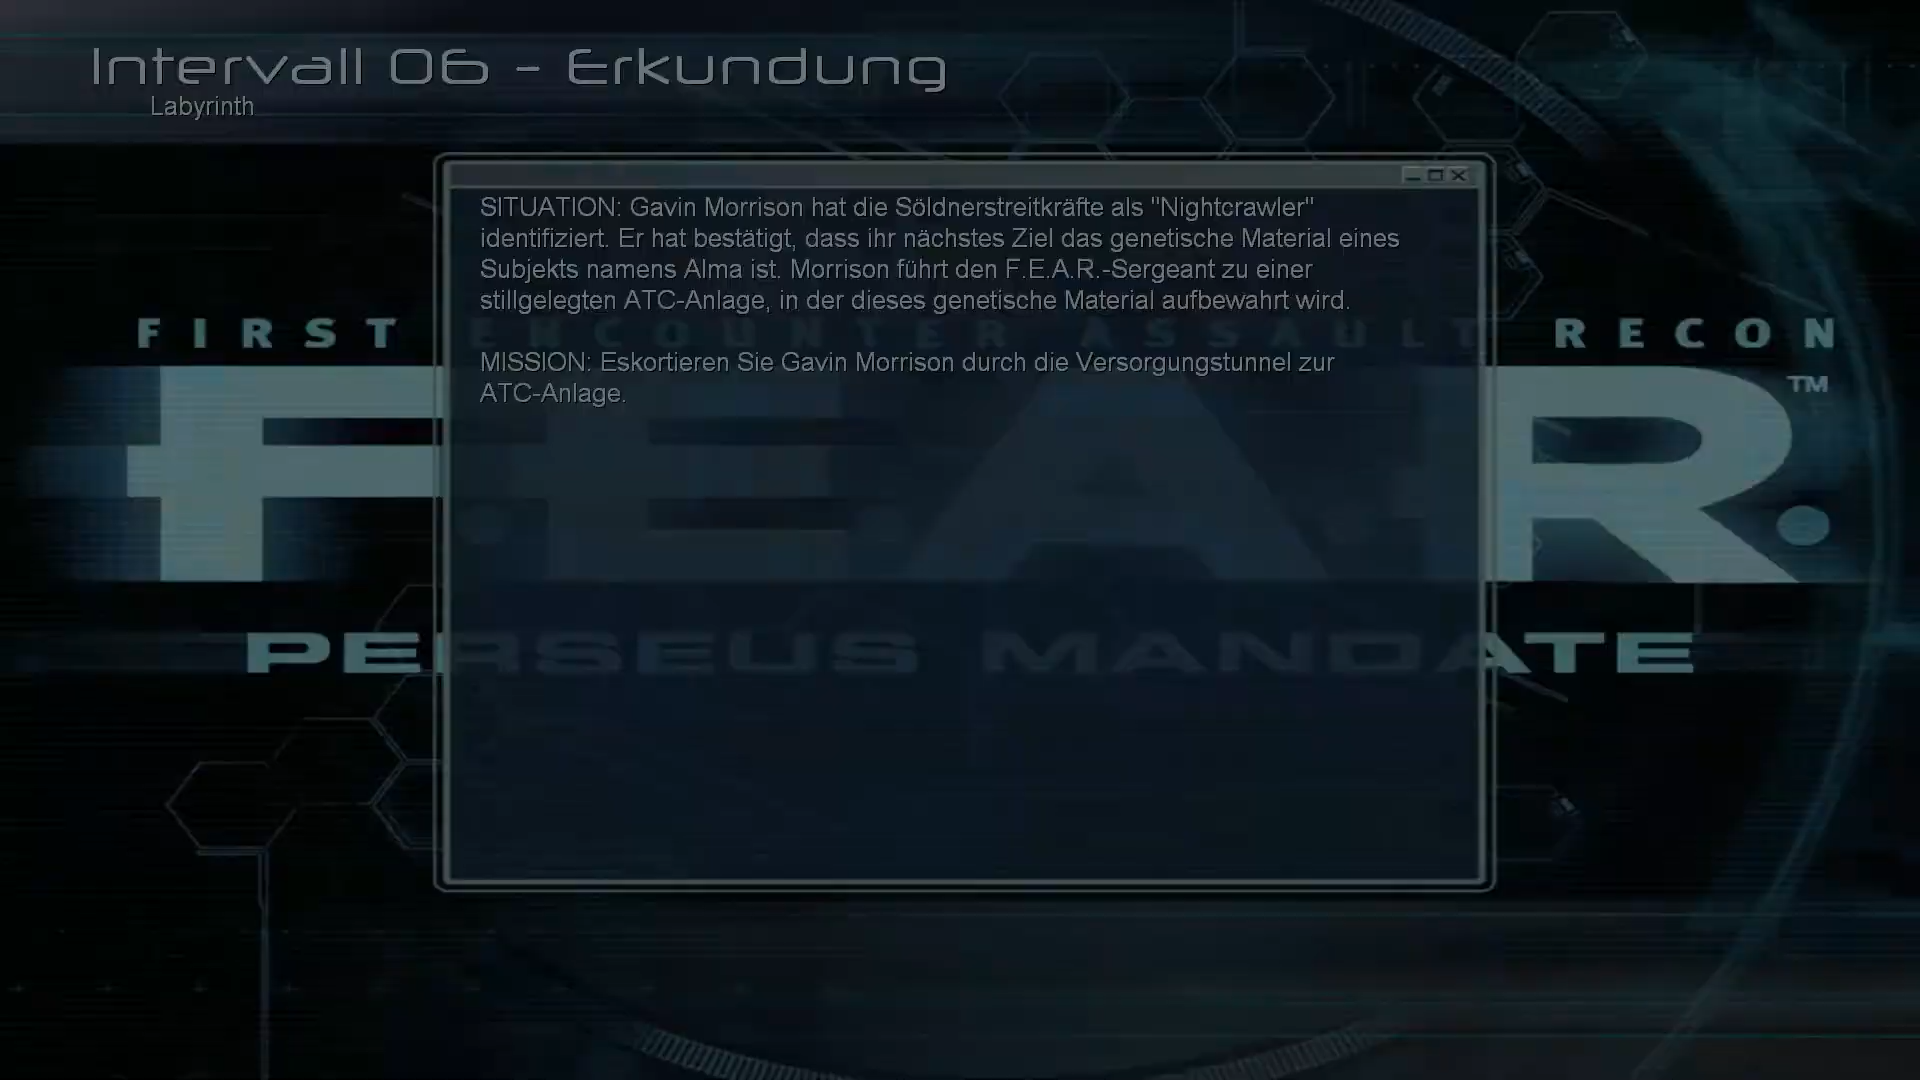 Intervall 06 - Erkundung
Labyrinth
SITUATION: Gavin Morrison hat die Söldnerstreitkräfte als "Nightcrawler"
identifiziert. Er hat bestätigt, dass ihr nächstes Ziel das genetische Material eines
Subjekts namens Alma ist. Morrison führt den F.E.A.R.-Sergeant zu einer
stillgelegten ATC-Anlage, in der dieses genetische Material aufbewahrt wird.
FIRST ENCOUNTER ASSAULT RECON
MISSION: Eskortieren Sie Gavin Morrison durch die Versorgungstunnel zur
ATC-Anlage.
F.E.A.R.™
PERSEUS MANDATE